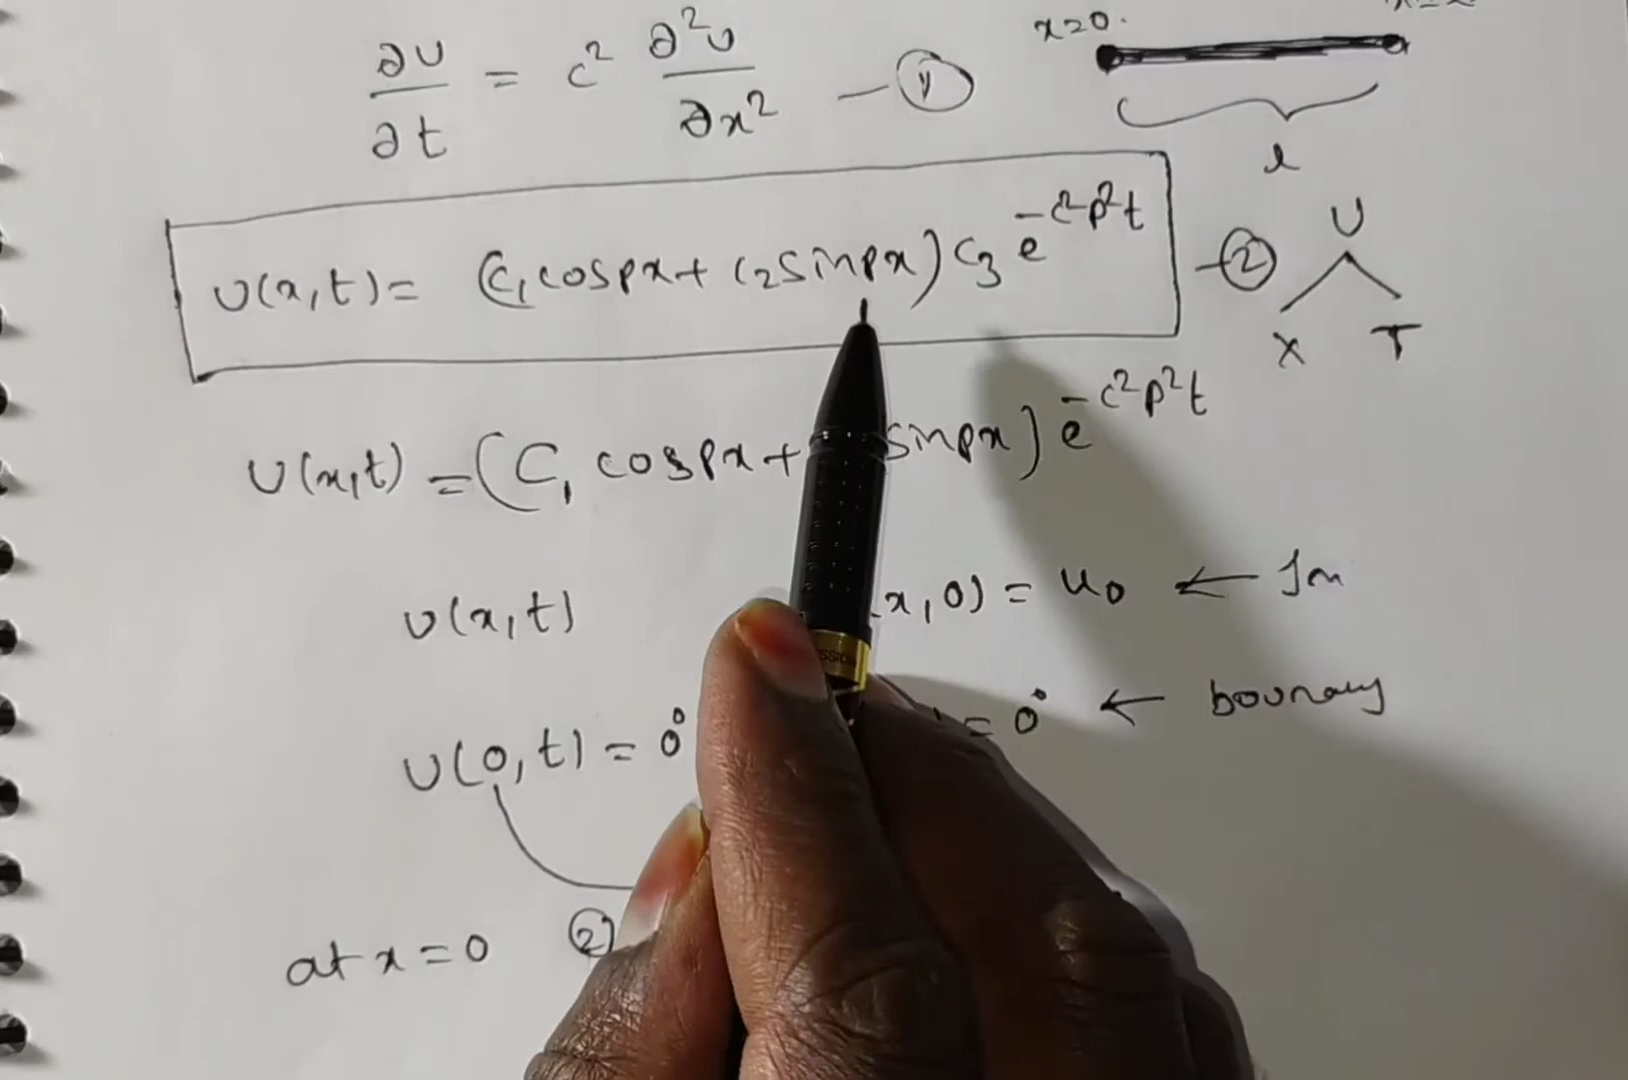 x=0.
∂u/∂t = c² ∂²u/∂x² — ①
l
u(x,t) = (C₁cospx + C₂sinpx) C₃ e^-c²p²t —②
U
X T
u(x,t) = (C₁ cospx + sinpx) e^-c²p²t
u(x,t) x,0) = u₀ ← In
u(0,t) = 0° = 0° ← bounary
at x = 0 ②